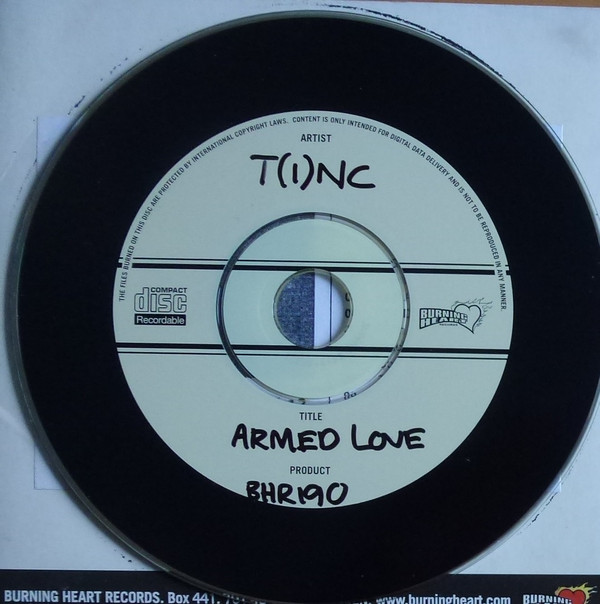 THE FILES BURNED ON THIS DISC ARE PROTECTED BY INTERNATIONAL COPYRIGHT LAWS. CONTENT IS ONLY INTENDED FOR DIGITAL DATA DELIVERY AND IS NOT TO BE REPRODUCED IN ANY MANNER.
ARTIST
T(I)NC
COMPACT
disc
Recordable
BURNING
HEART
RECORDS
TITLE
ARMED LOVE
PRODUCT
BHR190
BURNING HEART RECORDS. Box 441, www.burningheart.com BURNING